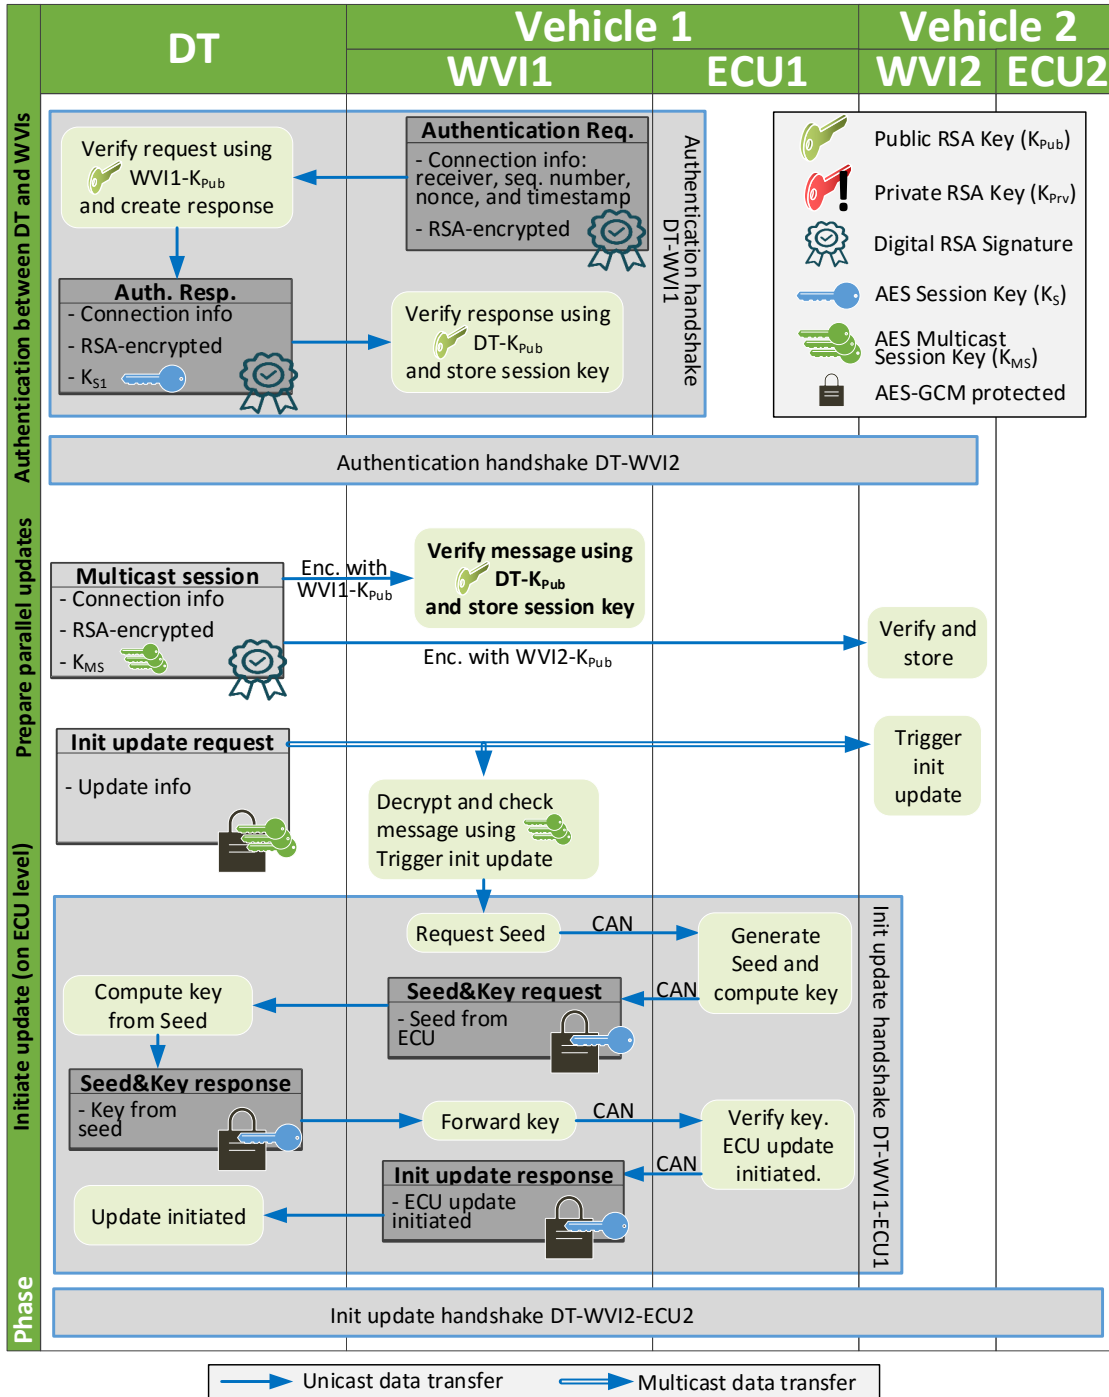 DT
Vehicle 1
Vehicle 2
WVI1
ECU1
WVI2
ECU2
Authentication between DT and WVIs
Verify request using
WVI1-KPub
and create response
Authentication Req.
- Connection info:
receiver, seq. number,
nonce, and timestamp
- RSA-encrypted
Authentication handshake
DT-WVI1
Auth. Resp.
- Connection info
- RSA-encrypted
- KS1
Verify response using
DT-KPub
and store session key
Public RSA Key (KPub)
Private RSA Key (KPrv)
Digital RSA Signature
AES Session Key (KS)
AES Multicast
Session Key (KMS)
AES-GCM protected
Authentication handshake DT-WVI2
Prepare parallel updates
Multicast session
- Connection info
- RSA-encrypted
- KMS
Enc. with
WVI1-KPub
Verify message using
DT-KPub
and store session key
Enc. with WVI2-KPub
Verify and
store
Init update request
- Update info
Trigger
init
update
Decrypt and check
message using
Trigger init update
Initiate update (on ECU level)
Request Seed
CAN
Generate
Seed and
compute key
CAN
Seed&Key request
- Seed from
ECU
Compute key
from Seed
Seed&Key response
- Key from
seed
Forward key
CAN
Verify key.
ECU update
initiated.
CAN
Init update response
- ECU update
initiated
Update initiated
Init update handshake DT-WVI1-ECU1
Phase
Init update handshake DT-WVI2-ECU2
Unicast data transfer
Multicast data transfer